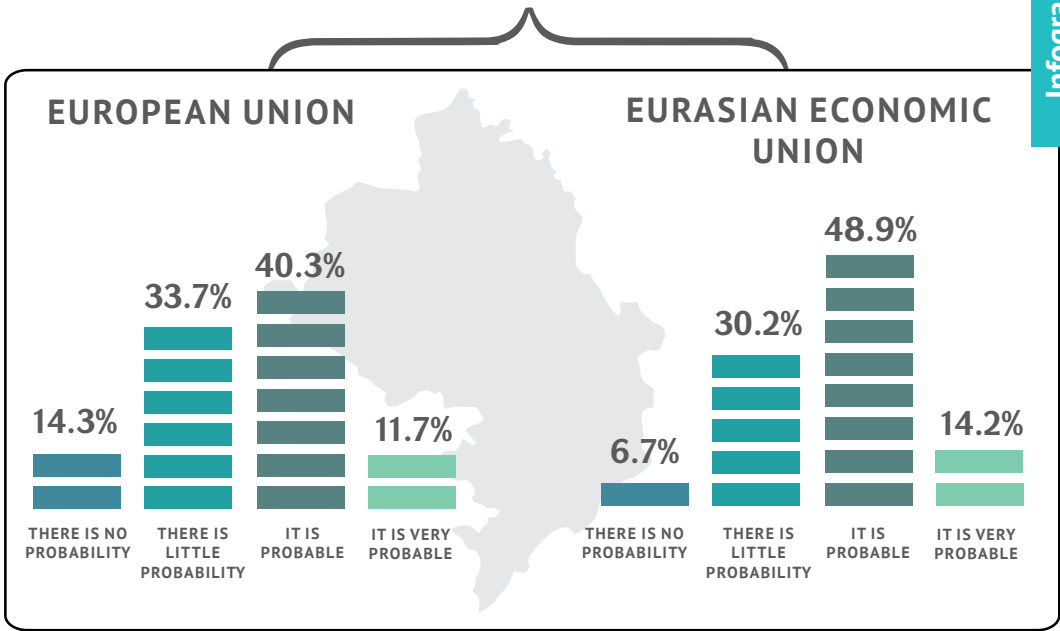 EUROPEAN UNION
14.3%
33.7%
40.3%
11.7%
THERE IS NO
PROBABILITY
THERE IS
LITTLE
PROBABILITY
IT IS
PROBABLE
IT IS VERY
PROBABLE
EURASIAN ECONOMIC
UNION
6.7%
30.2%
48.9%
14.2%
THERE IS NO
PROBABILITY
THERE IS
LITTLE
PROBABILITY
IT IS
PROBABLE
IT IS VERY
PROBABLE